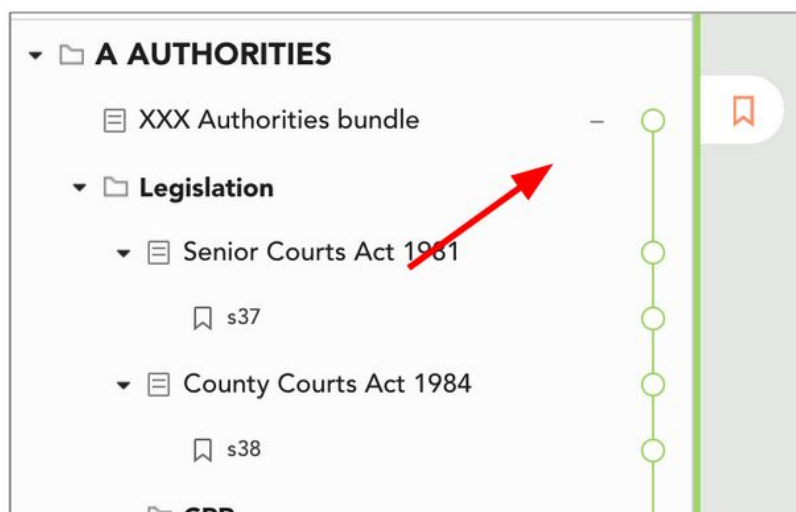 A AUTHORITIES
XXX Authorities bundle –
Legislation
Senior Courts Act 1981
s37
County Courts Act 1984
s38